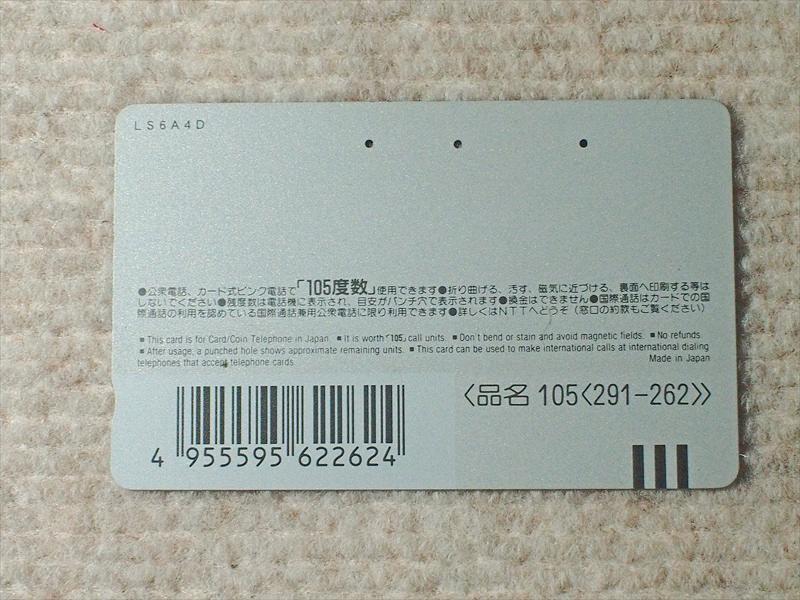 LS6A4D
●公衆電話、カード式ピンク電話で「105度数」使用できます●折り曲げる、汚す、磁気に近づける、裏面へ印刷する等は
しないでください●残度数は電話機に表示され、目安がパンチ穴で表示されます●換金はできません●国際通話はカードでの国
際通話の利用を認めている国際通話兼用公衆電話に限り利用できます●詳しくはNTTへどうぞ（窓口の約款もご覧ください）
■ This card is for Card/Coin Telephone in Japan. ■ It is worth「105」call units. ■ Don't bend or stain and avoid magnetic fields. ■ No refunds.
■ After usage, a punched hole shows approximate remaining units. ■ This card can be used to make international calls at international dialing
telephones that accept telephone cards.
Made in Japan
〈品名 105〈291-262〉〉
4 955595 622624